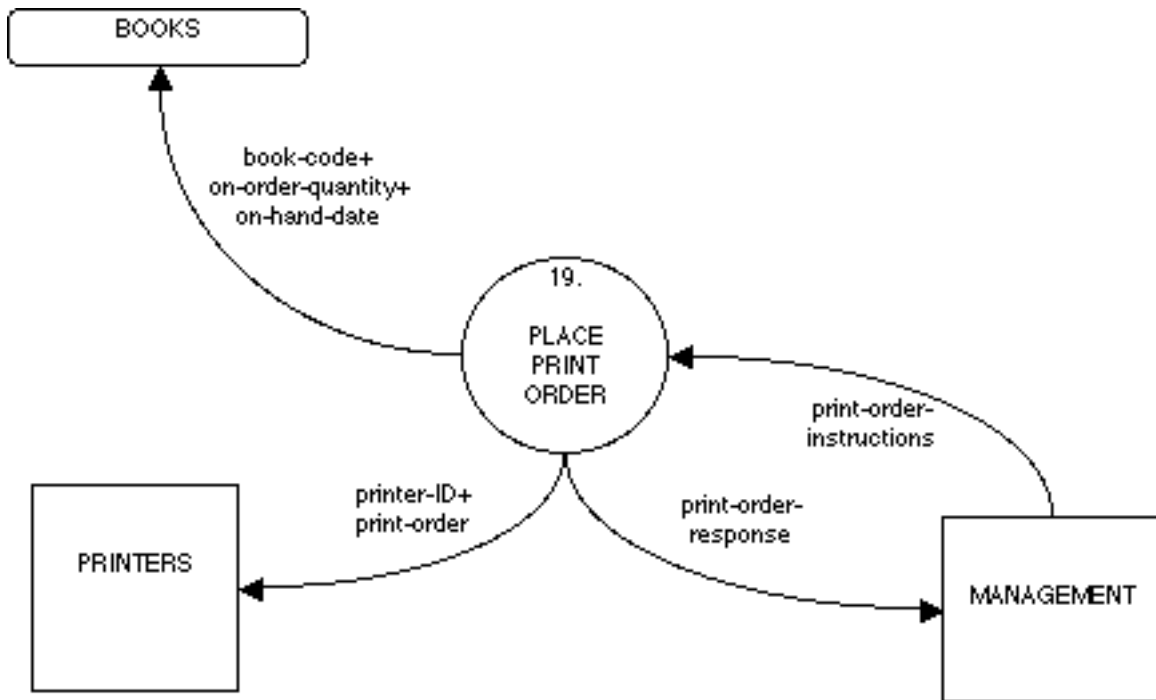 BOOKS
book-code+
on-order-quantity+
on-hand-date
19.
PLACE
PRINT
ORDER
print-order-
instructions
printer-ID+
print-order
print-order-
response
PRINTERS
MANAGEMENT